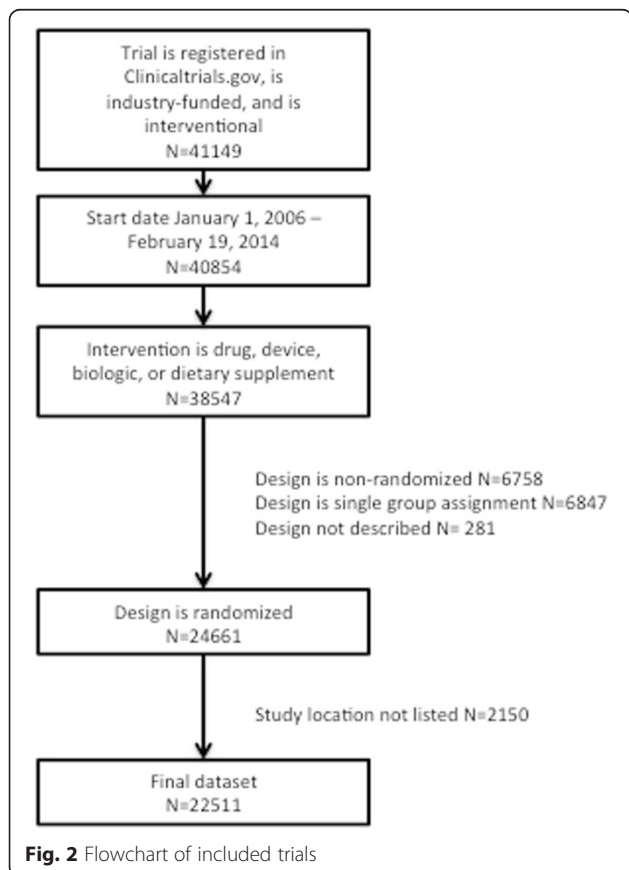 Trial is registered in
Clinicaltrials.gov, is
industry-funded, and is
interventional
N=41149
Start date January 1, 2006 –
February 19, 2014
N=40854
Intervention is drug, device,
biologic, or dietary supplement
N=38547
Design is non-randomized N=6758
Design is single group assignment N=6847
Design not described N= 281
Design is randomized
N=24661
Study location not listed N=2150
Final dataset
N=22511
Fig. 2 Flowchart of included trials